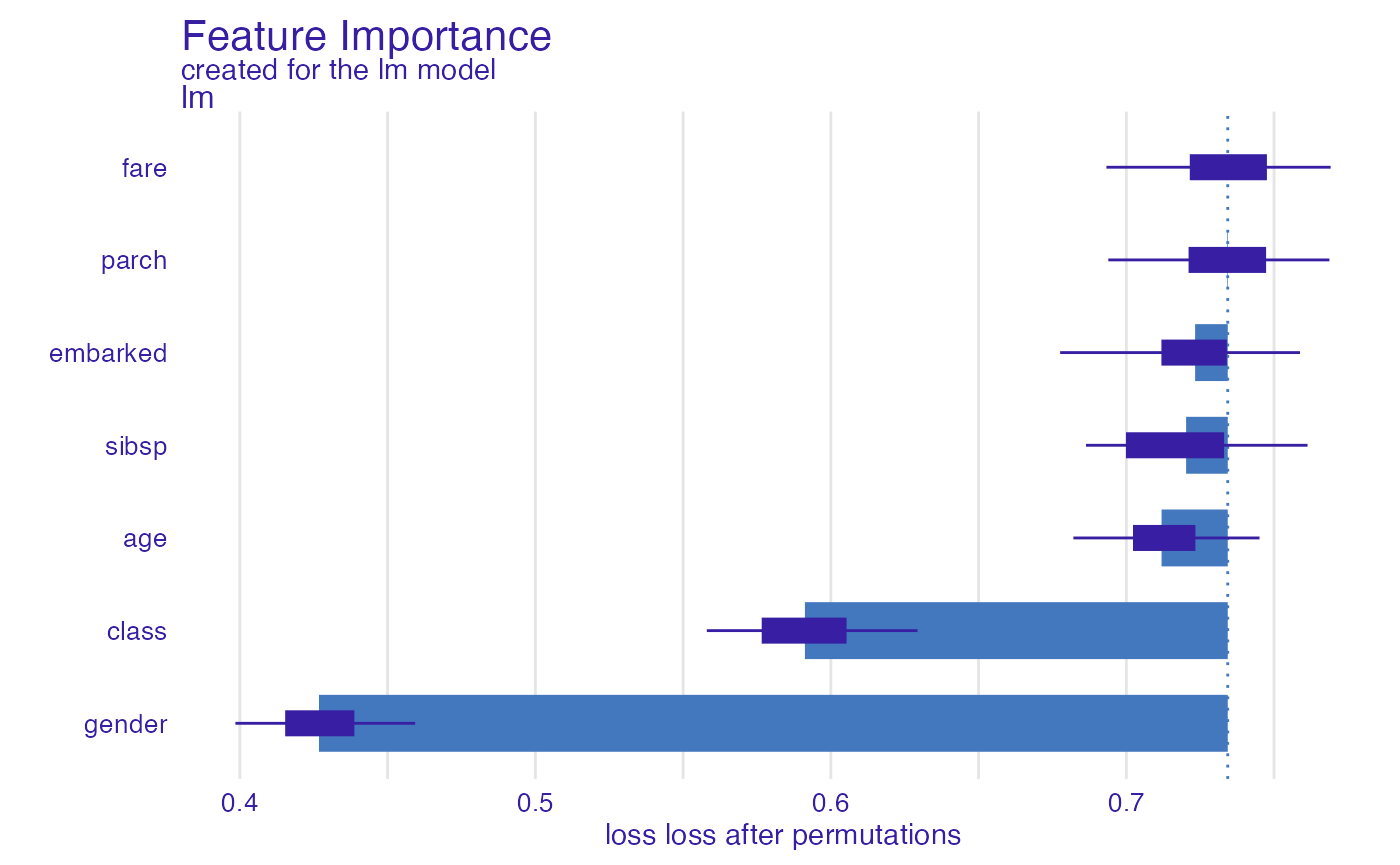 Feature Importance
created for the lm model
lm
fare
parch
embarked
sibsp
age
class
gender
0.4 0.5 0.6 0.7
loss loss after permutations